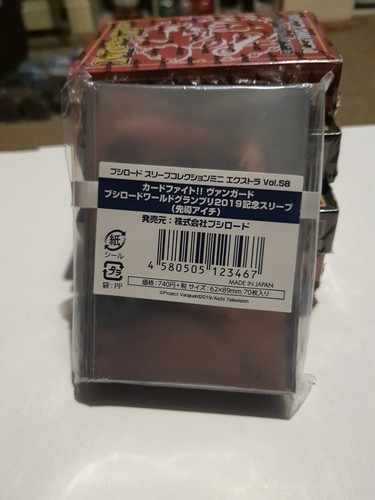 ブシロード スリーブコレクションミニ エクストラ Vol.58
カードファイト!! ヴァンガード
ブシロードワールドグランプリ2019記念スリーブ
(先導アイチ)
発売元:株式会社ブシロード
紙
シール
プラ
袋:PP
4 580505 123467
MADE IN JAPAN
価格:740円+税 サイズ:62×89mm 70枚入り
©Project Vanguard2019/Aichi Television